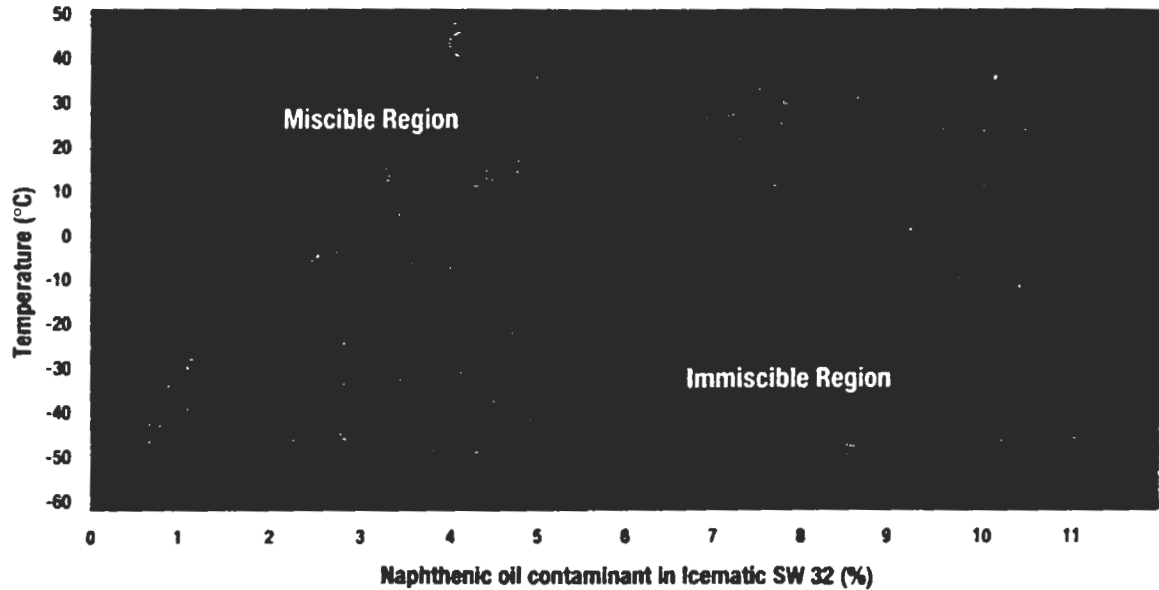 50
40
30
Miscible Region
20
10
0
-10
-20
-30
Immiscible Region
-40
-50
-60
Temperature (°C)
0 1 2 3 4 5 6 7 8 9 10 11
Naphthenic oil contaminant in Icematic SW 32 (%)